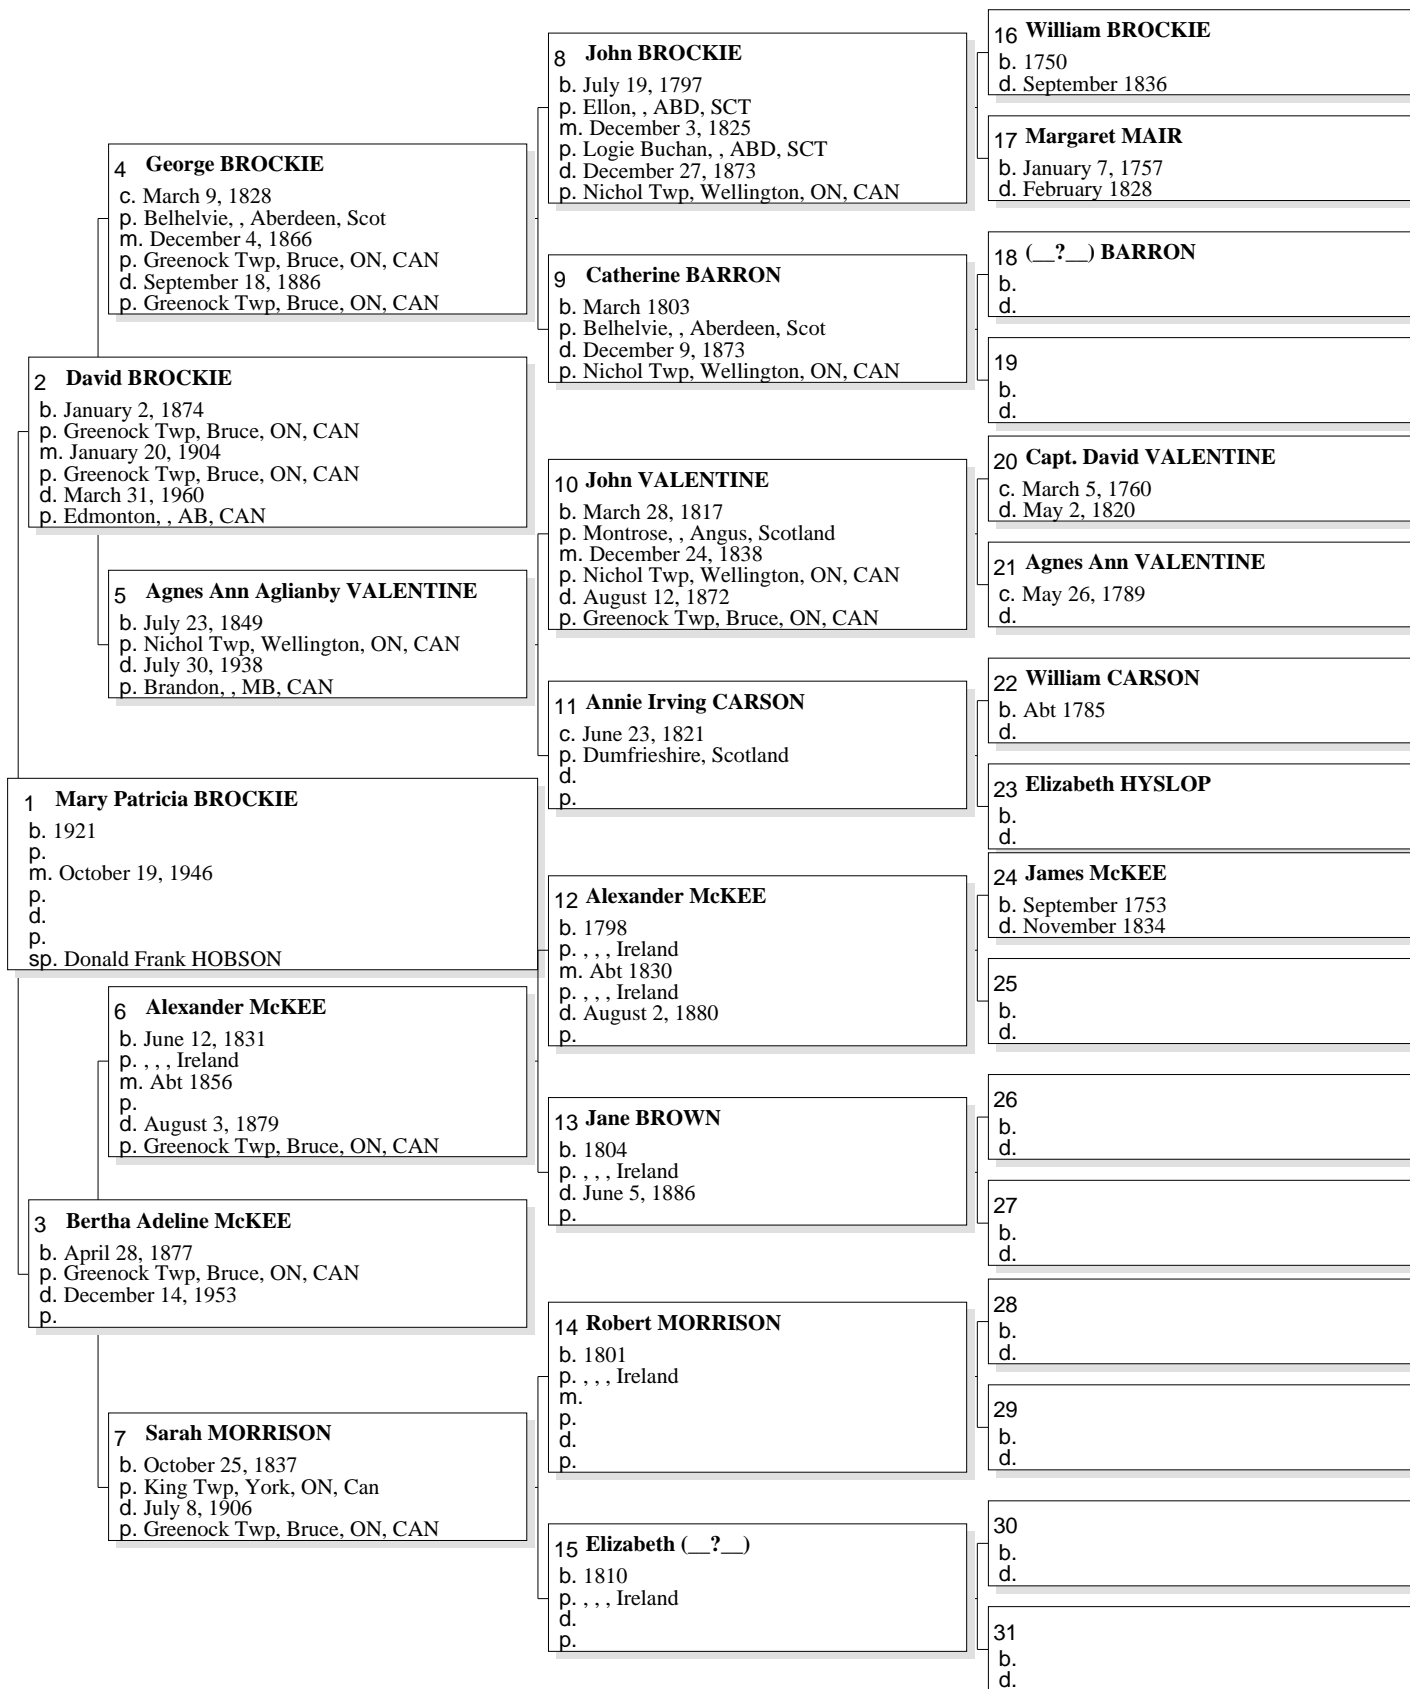 1 Mary Patricia BROCKIE
b. 1921
p.
m. October 19, 1946
p.
d.
p.
sp. Donald Frank HOBSON
2 David BROCKIE
b. January 2, 1874
p. Greenock Twp, Bruce, ON, CAN
m. January 20, 1904
p. Greenock Twp, Bruce, ON, CAN
d. March 31, 1960
p. Edmonton, , AB, CAN
3 Bertha Adeline McKEE
b. April 28, 1877
p. Greenock Twp, Bruce, ON, CAN
d. December 14, 1953
p.
4 George BROCKIE
c. March 9, 1828
p. Belhelvie, , Aberdeen, Scot
m. December 4, 1866
p. Greenock Twp, Bruce, ON, CAN
d. September 18, 1886
p. Greenock Twp, Bruce, ON, CAN
5 Agnes Ann Aglianby VALENTINE
b. July 23, 1849
p. Nichol Twp, Wellington, ON, CAN
d. July 30, 1938
p. Brandon, , MB, CAN
6 Alexander McKEE
b. June 12, 1831
p. , , , Ireland
m. Abt 1856
p.
d. August 3, 1879
p. Greenock Twp, Bruce, ON, CAN
7 Sarah MORRISON
b. October 25, 1837
p. King Twp, York, ON, Can
d. July 8, 1906
p. Greenock Twp, Bruce, ON, CAN
8 John BROCKIE
b. July 19, 1797
p. Ellon, , ABD, SCT
m. December 3, 1825
p. Logie Buchan, , ABD, SCT
d. December 27, 1873
p. Nichol Twp, Wellington, ON, CAN
9 Catherine BARRON
b. March 1803
p. Belhelvie, , Aberdeen, Scot
d. December 9, 1873
p. Nichol Twp, Wellington, ON, CAN
10 John VALENTINE
b. March 28, 1817
p. Montrose, , Angus, Scotland
m. December 24, 1838
p. Nichol Twp, Wellington, ON, CAN
d. August 12, 1872
p. Greenock Twp, Bruce, ON, CAN
11 Annie Irving CARSON
c. June 23, 1821
p. Dumfrieshire, Scotland
d.
p.
12 Alexander McKEE
b. 1798
p. , , , Ireland
m. Abt 1830
p. , , , Ireland
d. August 2, 1880
p.
13 Jane BROWN
b. 1804
p. , , , Ireland
d. June 5, 1886
p.
14 Robert MORRISON
b. 1801
p. , , , Ireland
m.
p.
d.
p.
15 Elizabeth (__?__)
b. 1810
p. , , , Ireland
d.
p.
16 William BROCKIE
b. 1750
d. September 1836
17 Margaret MAIR
b. January 7, 1757
d. February 1828
18 (__?__) BARRON
b.
d.
19
b.
d.
20 Capt. David VALENTINE
c. March 5, 1760
d. May 2, 1820
21 Agnes Ann VALENTINE
c. May 26, 1789
d.
22 William CARSON
b. Abt 1785
d.
23 Elizabeth HYSLOP
b.
d.
24 James McKEE
b. September 1753
d. November 1834
25
b.
d.
26
b.
d.
27
b.
d.
28
b.
d.
29
b.
d.
30
b.
d.
31
b.
d.